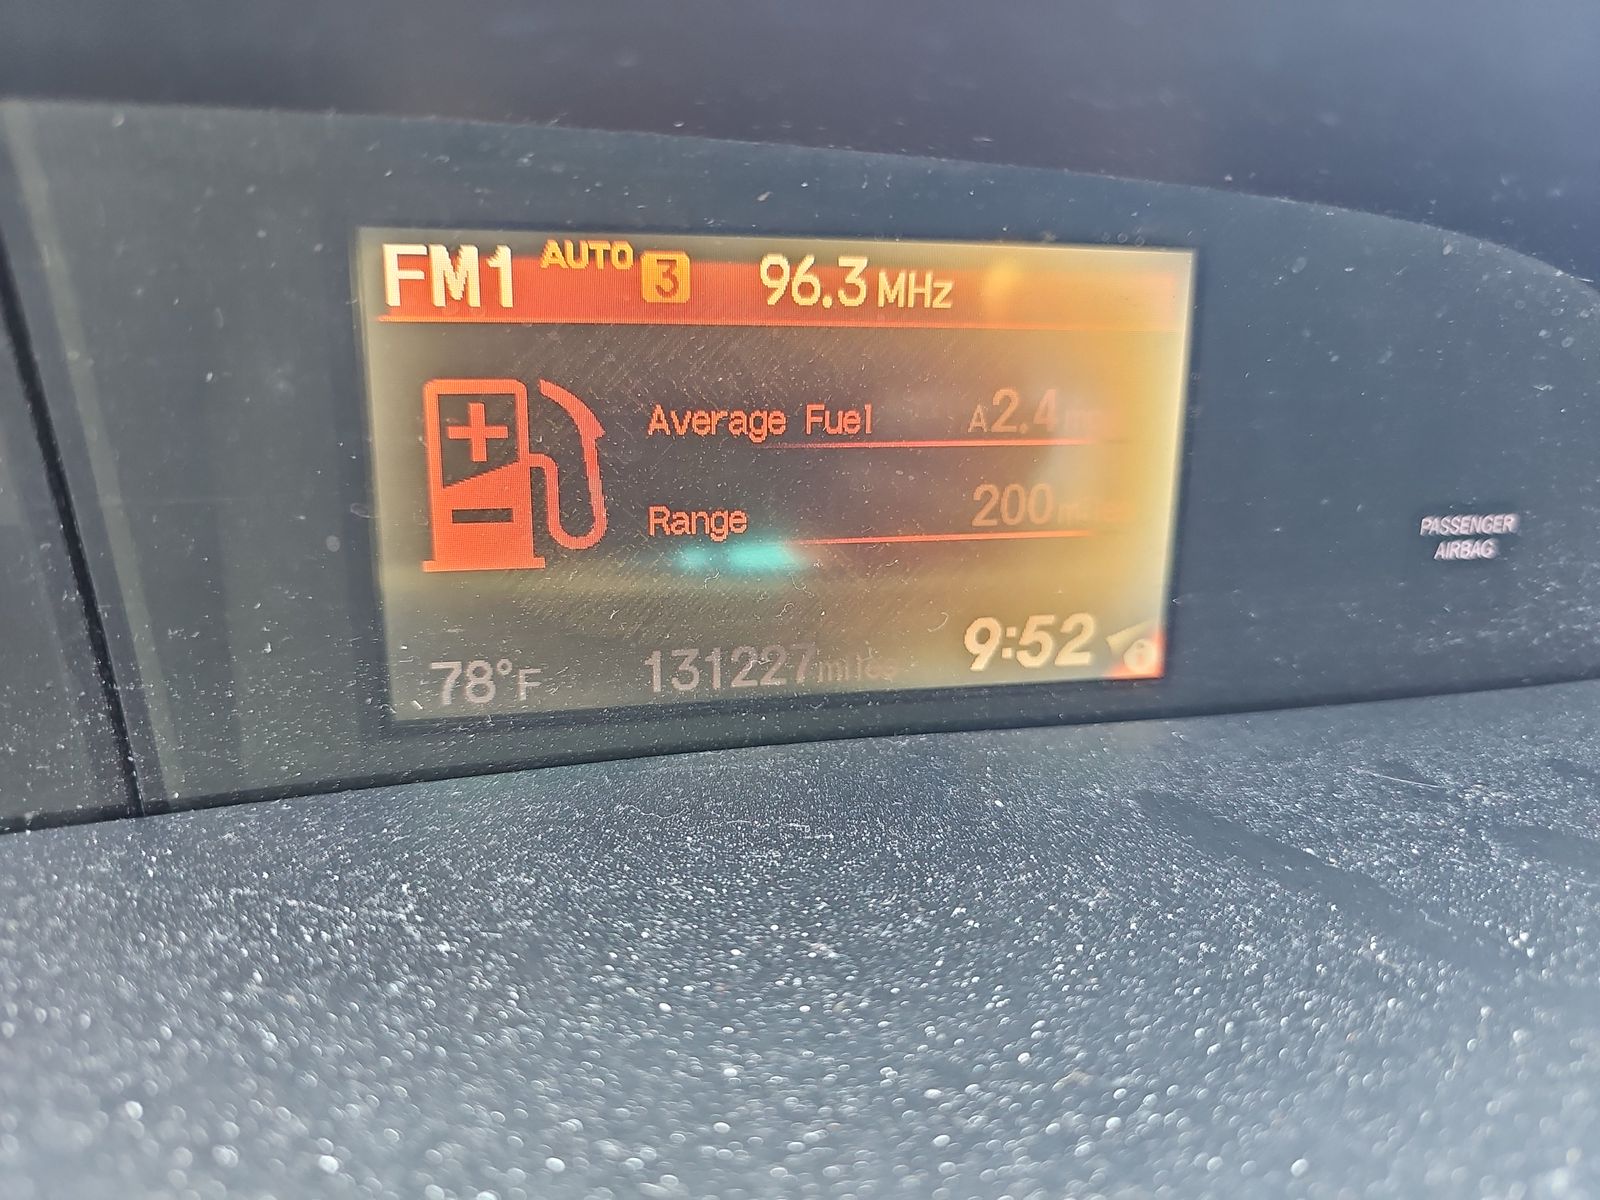 FM1 AUTO 3 96.3 MHz
Average Fuel A2.4
Range 200
78°F 131227 miles 9:52
PASSENGER
AIRBAG